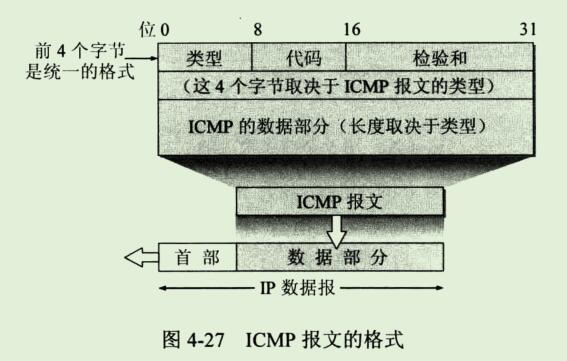 位 0 8 16 31
前 4 个字节
是统一的格式
类型 代码 检验和
(这 4 个字节取决于 ICMP 报文的类型)
ICMP 的数据部分(长度取决于类型)
ICMP 报文
首 部 数 据 部 分
IP 数据报
图 4-27 ICMP 报文的格式